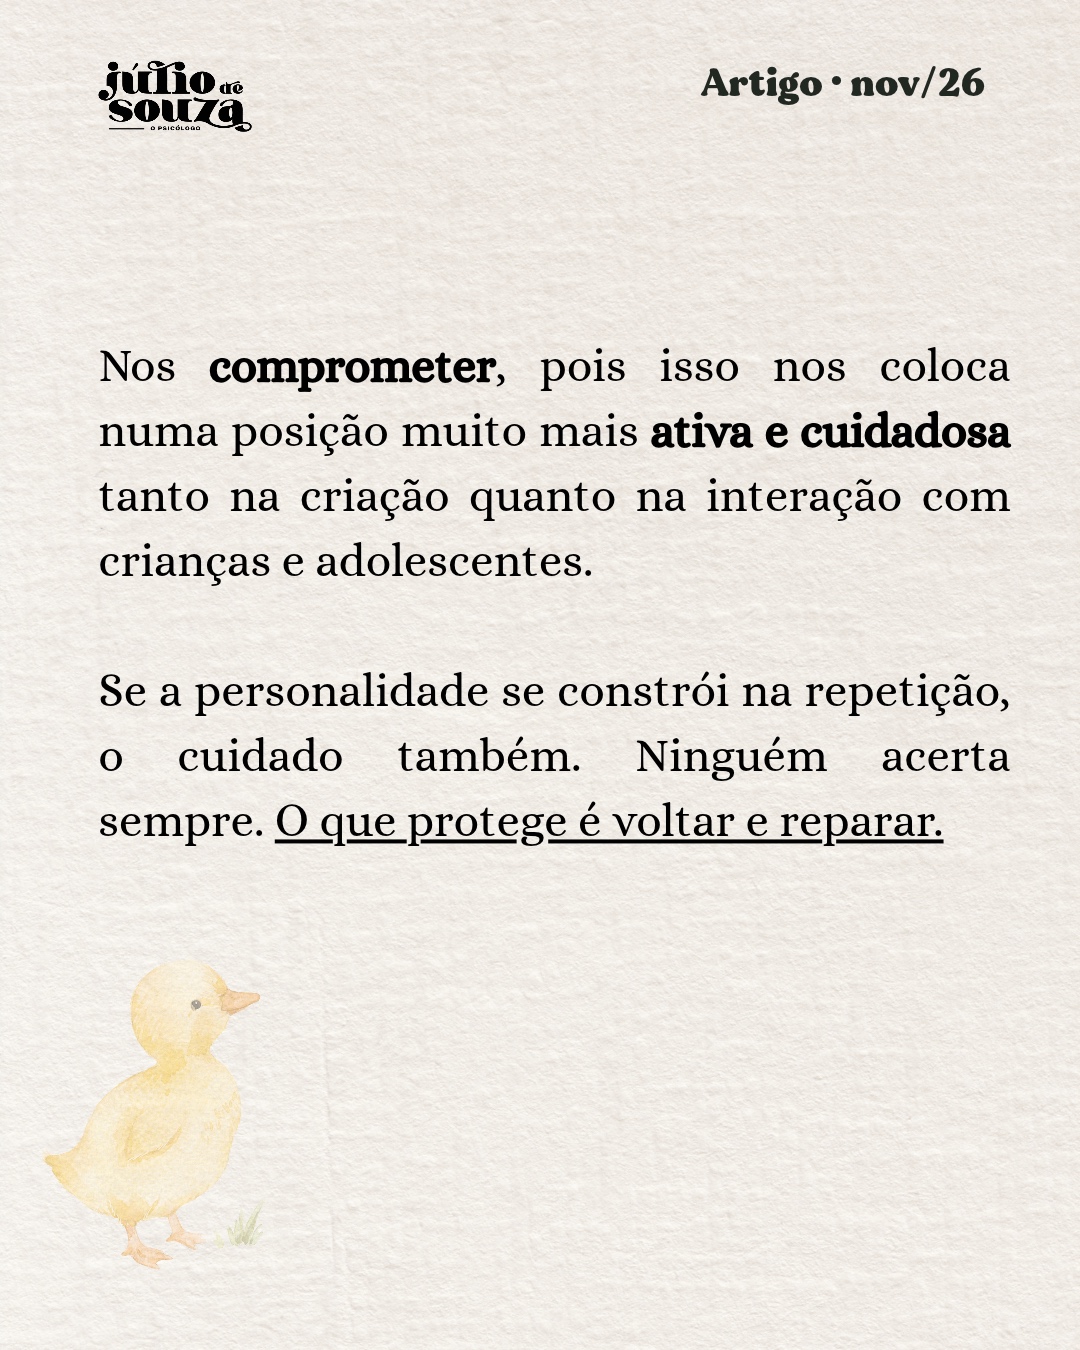 júlio de
souza
O PSICÓLOGO
Artigo • nov/26
Nos comprometer, pois isso nos coloca
numa posição muito mais ativa e cuidadosa
tanto na criação quanto na interação com
crianças e adolescentes.
Se a personalidade se constrói na repetição,
o cuidado também. Ninguém acerta
sempre. O que protege é voltar e reparar.